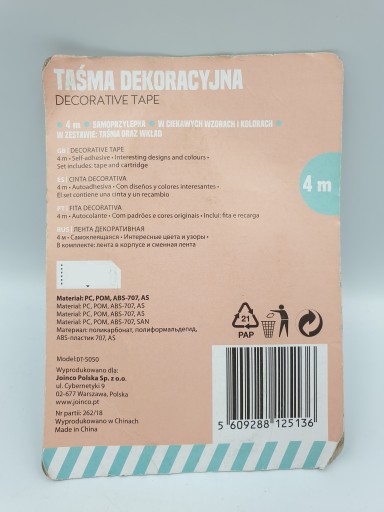 TAŚMA DEKORACYJNA
DECORATIVE TAPE
• 4 m • SAMOPRZYLEPNA • W CIEKAWYCH WZORACH I KOLORACH •
W ZESTAWIE: TAŚMA ORAZ WKŁAD
GB DECORATIVE TAPE
4 m • Self-adhesive • Interesting designs and colours •
Set includes: tape and cartridge
ES CINTA DECORATIVA
4 m • Autoadhesiva • Con diseños y colores interesantes •
El set contiene una cinta y un recambio
4 m
PT FITA DECORATIVA
4 m • Autocolante • Com padrões e cores originais • Inclui: fita e recarga
RUS ЛЕНТА ДЕКОРАТИВНАЯ
4 м • Самоклеящаяся • Интересные цвета и узоры •
В комплекте: лента в корпусе и сменная лента
Materiał: PC, POM, ABS-707, AS
Material: PC, POM, ABS-707, AS
Material: PC, POM, ABS-707, AS
Material: PC, POM, ABS-707, SAN
Материал: поликарбонат, полиформальдегид,
ABS-пластик 707, AS
21
PAP
Model:DT-5050
Wyprodukowano dla:
Joinco Polska Sp. z o.o.
ul. Cybernetyki 9
02-677 Warszawa, Polska
www.joinco.pt
Nr partii: 262/18
Wyprodukowano w Chinach
Made in China
5 609288 125136